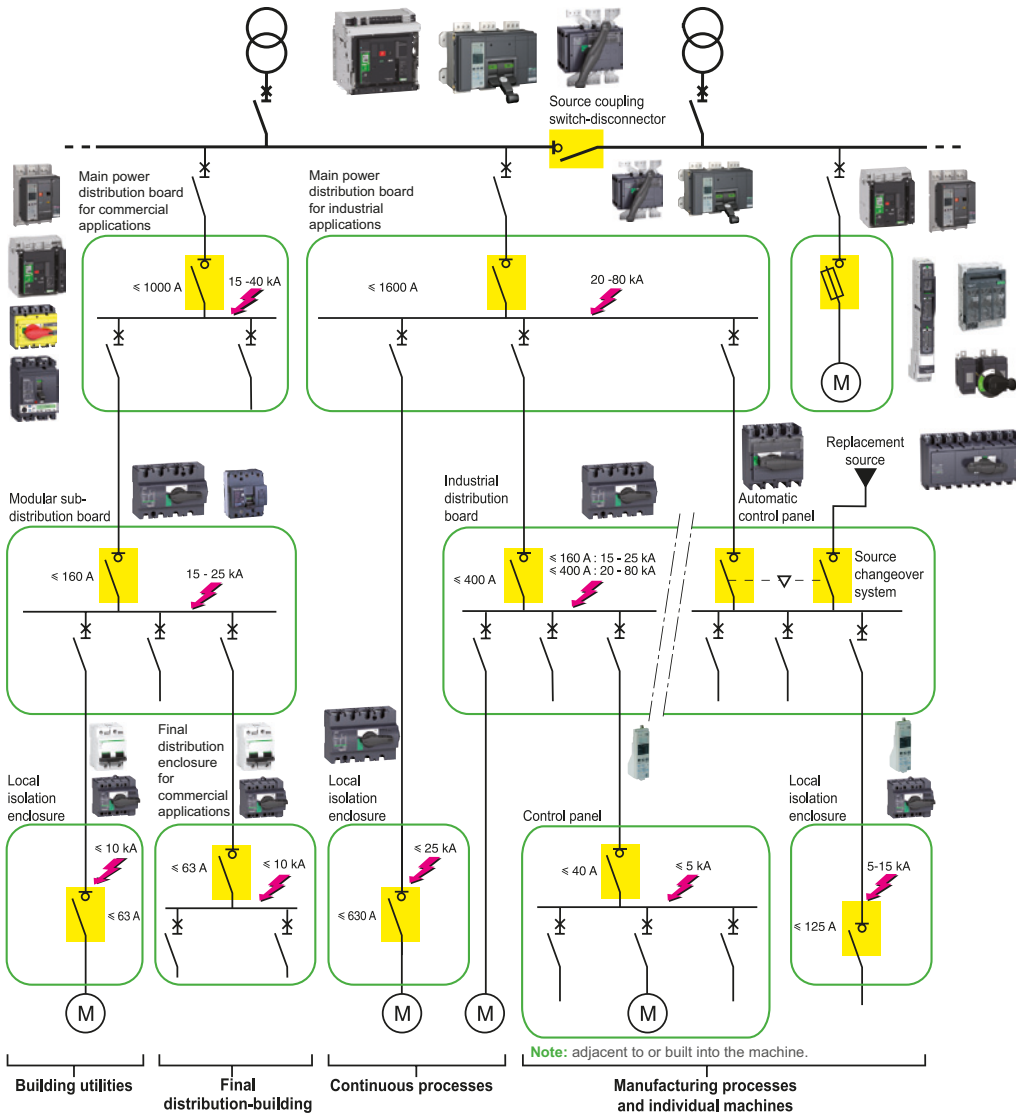 Source coupling
switch-disconnector
Main power
distribution board
for commercial
applications
Main power
distribution board
for industrial
applications
≤ 1000 A
15 -40 kA
≤ 1600 A
20 -80 kA
M
Replacement
source
Modular sub-
distribution board
Industrial
distribution
board
Automatic
control panel
≤ 160 A
15 - 25 kA
≤ 400 A
≤ 160 A : 15 - 25 kA
≤ 400 A : 20 - 80 kA
Source
changeover
system
Local
isolation
enclosure
Final
distribution
enclosure
for
commercial
applications
Local
isolation
enclosure
Control panel
Local
isolation
enclosure
≤ 10 kA
≤ 63 A
≤ 63 A
≤ 10 kA
≤ 25 kA
≤ 630 A
≤ 40 A
≤ 5 kA
5-15 kA
≤ 125 A
M
M
M
M
Note: adjacent to or built into the machine.
Building utilities
Final
distribution-building
Continuous processes
Manufacturing processes
and individual machines